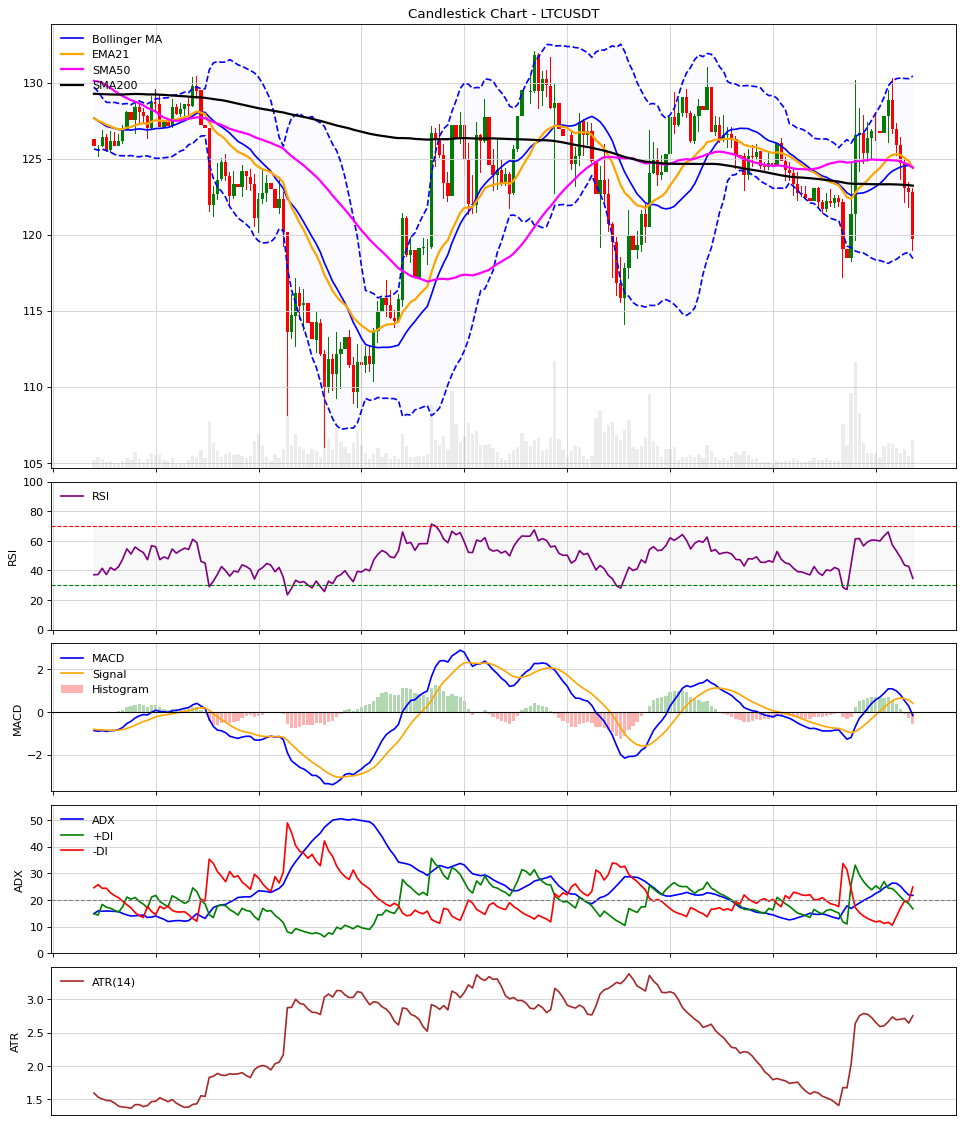 Candlestick Chart - LTCUSDT
Bollinger MA
EMA21
SMA50
SMA200
130
125
120
115
110
105
RSI
100
80
60
40
20
0
RSI
MACD
Signal
Histogram
2
0
−2
MACD
ADX
+DI
-DI
50
40
30
20
10
0
ADX
ATR(14)
3.0
2.5
2.0
1.5
ATR